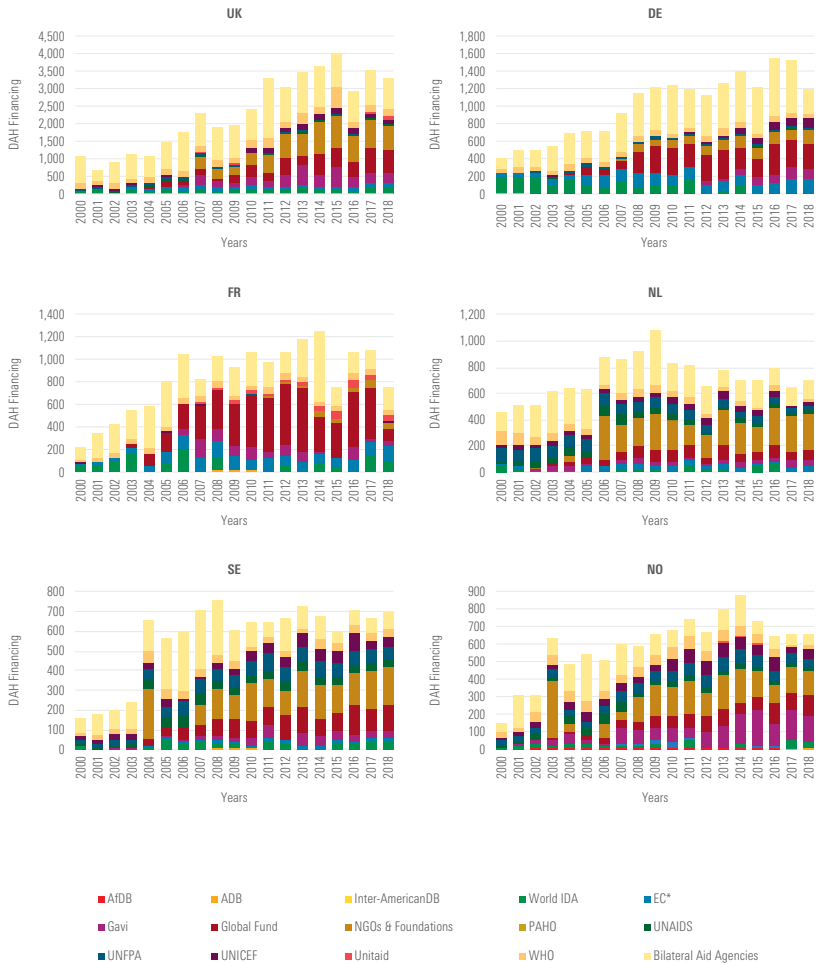 UK
DAH Financing
4,500
4,000
3,500
3,000
2,500
2,000
1,500
1,000
500
0
2000 2001 2002 2003 2004 2005 2006 2007 2008 2009 2010 2011 2012 2013 2014 2015 2016 2017 2018
Years
DE
DAH Financing
1,800
1,600
1,400
1,200
1,000
800
600
400
200
0
2000 2001 2002 2003 2004 2005 2006 2007 2008 2009 2010 2011 2012 2013 2014 2015 2016 2017 2018
Years
FR
DAH Financing
1,400
1,200
1,000
800
600
400
200
0
2000 2001 2002 2003 2004 2005 2006 2007 2008 2009 2010 2011 2012 2013 2014 2015 2016 2017 2018
Years
NL
DAH Financing
1,200
1,000
800
600
400
200
0
2000 2001 2002 2003 2004 2005 2006 2007 2008 2009 2010 2011 2012 2013 2014 2015 2016 2017 2018
Years
SE
DAH Financing
800
700
600
500
400
300
200
100
0
2000 2001 2002 2003 2004 2005 2006 2007 2008 2009 2010 2011 2012 2013 2014 2015 2016 2017 2018
Years
NO
DAH Financing
900
800
700
600
500
400
300
200
100
0
2000 2001 2002 2003 2004 2005 2006 2007 2008 2009 2010 2011 2012 2013 2014 2015 2016 2017 2018
Years
AfDB ADB Inter-AmericanDB World IDA EC*
Gavi Global Fund NGOs & Foundations PAHO UNAIDS
UNFPA UNICEF Unitaid WHO Bilateral Aid Agencies